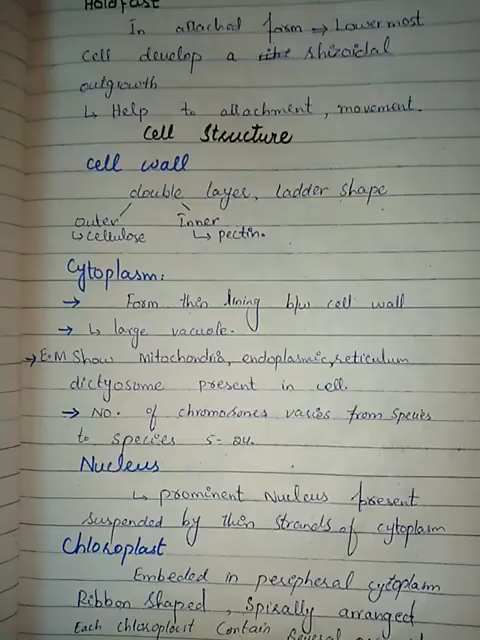 Holdfast
In attached form ⇒ Lowermost
Cell develop a rhizoidal
outgrowth
↳ Help to attachment, movement.
Cell Structure
Cell wall
double layer, ladder shape
Outer Inner
↳ cellulose ↳ pectin.
Cytoplasm:
→ Form thin lining b/w cell wall
→ ↳ large vacuole.
→ E.M Show mitochondria, endoplasmic, reticulum
dictyosome present in cell.
→ No. of chromosomes varies from species
to species 5-24.
Nucleus
↳ prominent Nucleus present
suspended by thin strands of cytoplasm
Chloroplast
Embeded in peripheral cytoplasm
Ribbon Shaped, Spirally arranged
Each chloroplast Contain Several